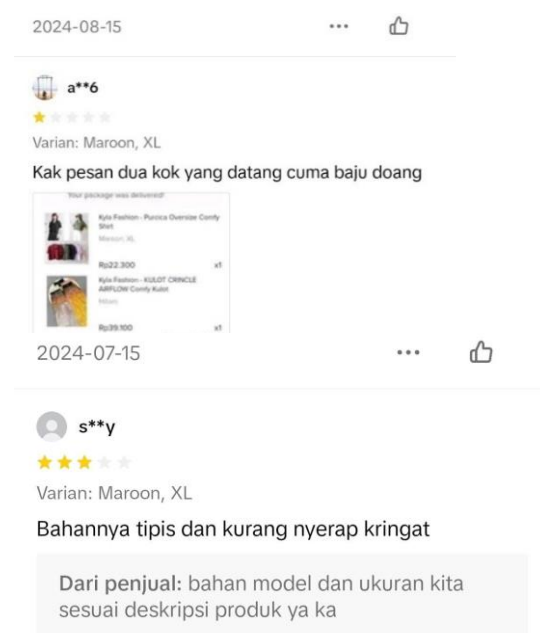 2024-08-15
a**6
Varian: Maroon, XL
Kak pesan dua kok yang datang cuma baju doang
Your package was delivered!
Kyla Fashion - Punica Oversize Comfy
Shirt
Maroon, XL
Rp22.300 x1
Kyla Fashion - KULOT CRINCLE
AIRFLOW Comfy Kulot
Rp39.100 x1
2024-07-15
s**y
Varian: Maroon, XL
Bahannya tipis dan kurang nyerap kringat
Dari penjual: bahan model dan ukuran kita
sesuai deskripsi produk ya ka